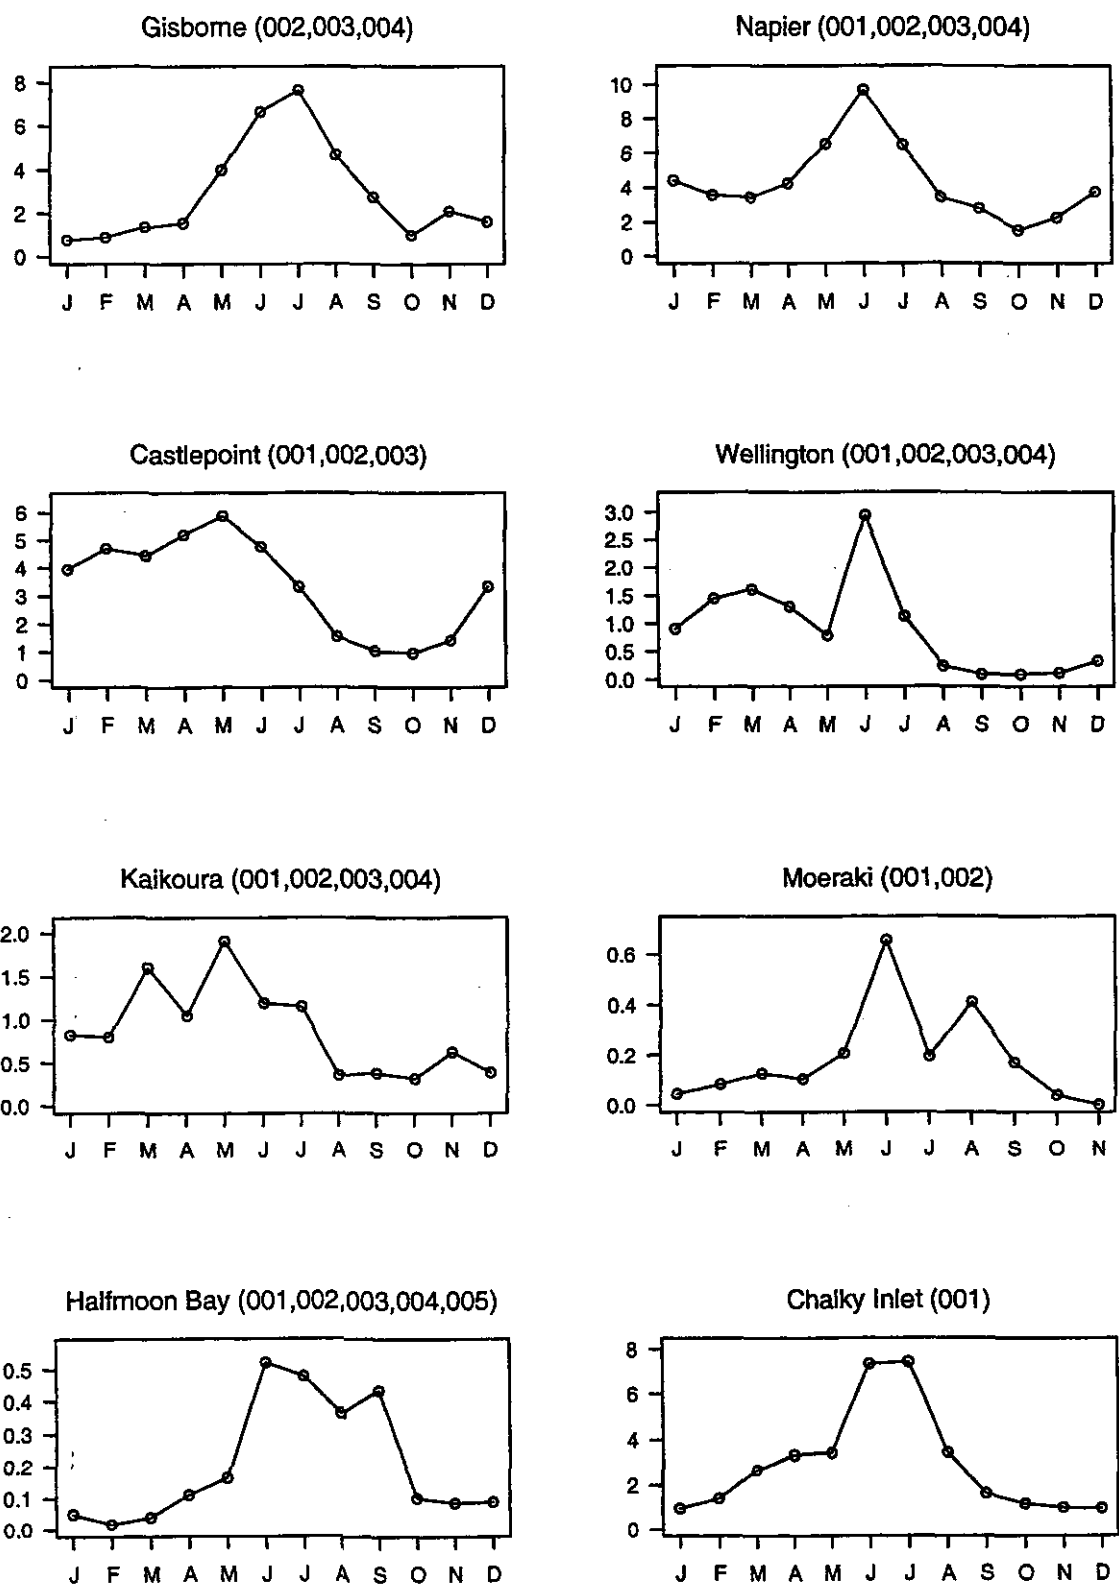 Gisborne (002,003,004)
8
6
4
2
0
J F M A M J J A S O N D
Napier (001,002,003,004)
10
8
6
4
2
0
J F M A M J J A S O N D
Castlepoint (001,002,003)
6
5
4
3
2
1
0
J F M A M J J A S O N D
Wellington (001,002,003,004)
3.0
2.5
2.0
1.5
1.0
0.5
0.0
J F M A M J J A S O N D
Kaikoura (001,002,003,004)
2.0
1.5
1.0
0.5
0.0
J F M A M J J A S O N D
Moeraki (001,002)
0.6
0.4
0.2
0.0
J F M A M J J A S O N
Halfmoon Bay (001,002,003,004,005)
0.5
0.4
0.3
0.2
0.1
0.0
J F M A M J J A S O N D
Chalky Inlet (001)
8
6
4
2
0
J F M A M J J A S O N D